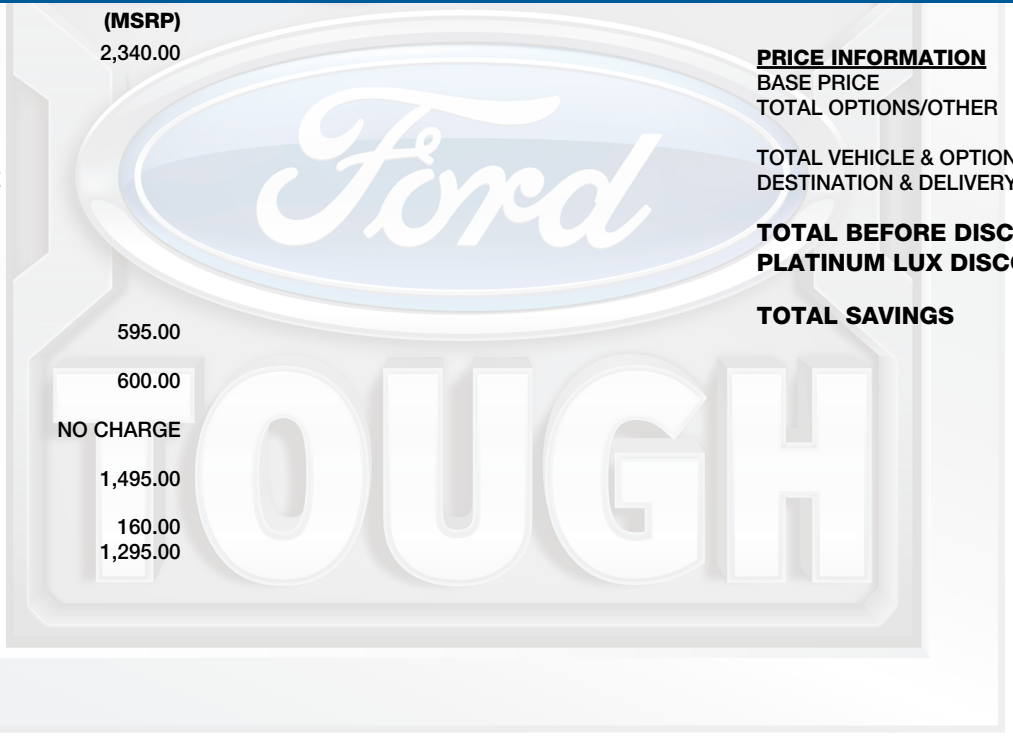 (MSRP)
2,340.00
595.00
600.00
NO CHARGE
1,495.00
160.00
1,295.00
PRICE INFORMATION
BASE PRICE
TOTAL OPTIONS/OTHER
TOTAL VEHICLE & OPTION
DESTINATION & DELIVERY
TOTAL BEFORE DISC
PLATINUM LUX DISC
TOTAL SAVINGS
Ford
TOUGH